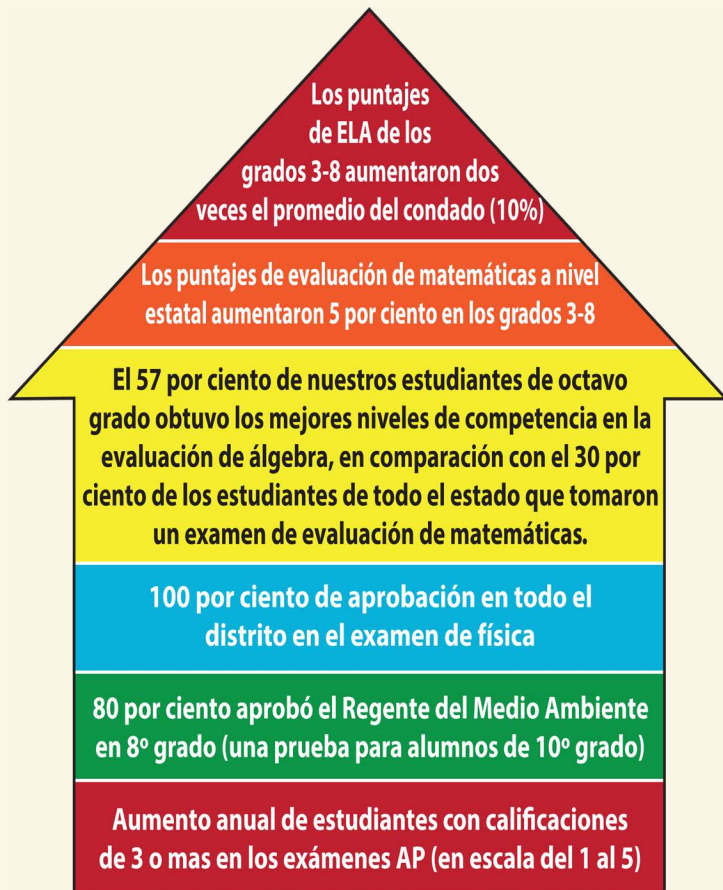 Los puntajes
de ELA de los
grados 3-8 aumentaron dos
veces el promedio del condado (10%)
Los puntajes de evaluación de matemáticas a nivel
estatal aumentaron 5 por ciento en los grados 3-8
El 57 por ciento de nuestros estudiantes de octavo
grado obtuvo los mejores niveles de competencia en la
evaluación de álgebra, en comparación con el 30 por
ciento de los estudiantes de todo el estado que tomaron
un examen de evaluación de matemáticas.
100 por ciento de aprobación en todo el
distrito en el examen de física
80 por ciento aprobó el Regente del Medio Ambiente
en 8º grado (una prueba para alumnos de 10º grado)
Aumento anual de estudiantes con calificaciones
de 3 o mas en los exámenes AP (en escala del 1 al 5)